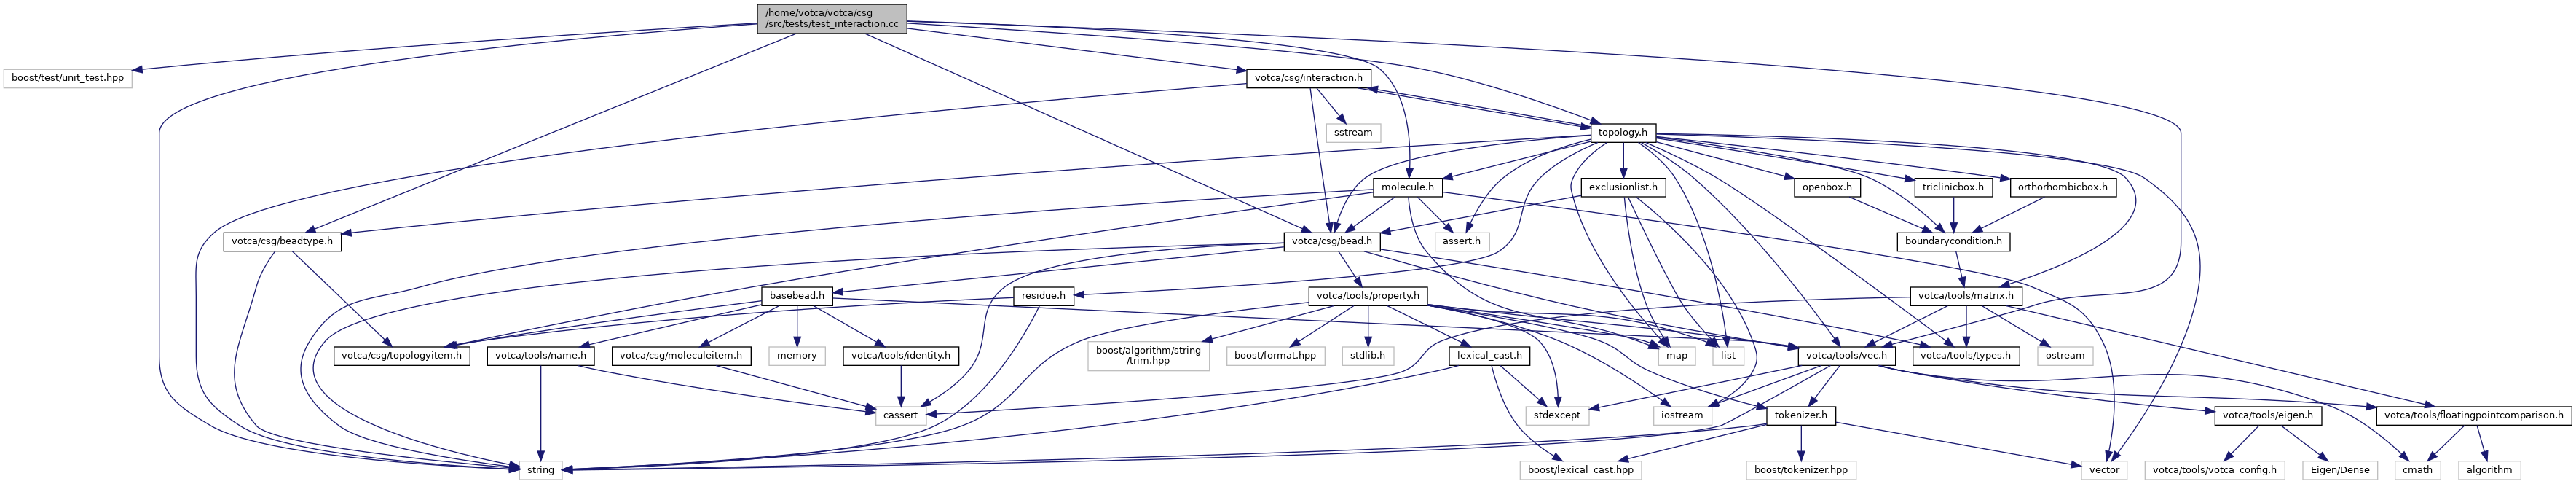 /home/votca/votca/csg
/src/tests/test_interaction.cc
boost/test/unit_test.hpp
votca/csg/interaction.h
sstream
topology.h
molecule.h
exclusionlist.h
openbox.h
triclinicbox.h
orthorhombicbox.h
votca/csg/beadtype.h
votca/csg/bead.h
assert.h
boundarycondition.h
basebead.h
residue.h
votca/tools/property.h
votca/tools/matrix.h
votca/csg/topologyitem.h
votca/tools/name.h
votca/csg/moleculeitem.h
memory
votca/tools/identity.h
boost/algorithm/string
/trim.hpp
boost/format.hpp
stdlib.h
lexical_cast.h
map
list
votca/tools/vec.h
votca/tools/types.h
ostream
cassert
stdexcept
iostream
tokenizer.h
votca/tools/eigen.h
votca/tools/floatingpointcomparison.h
string
boost/lexical_cast.hpp
boost/tokenizer.hpp
vector
votca/tools/votca_config.h
Eigen/Dense
cmath
algorithm